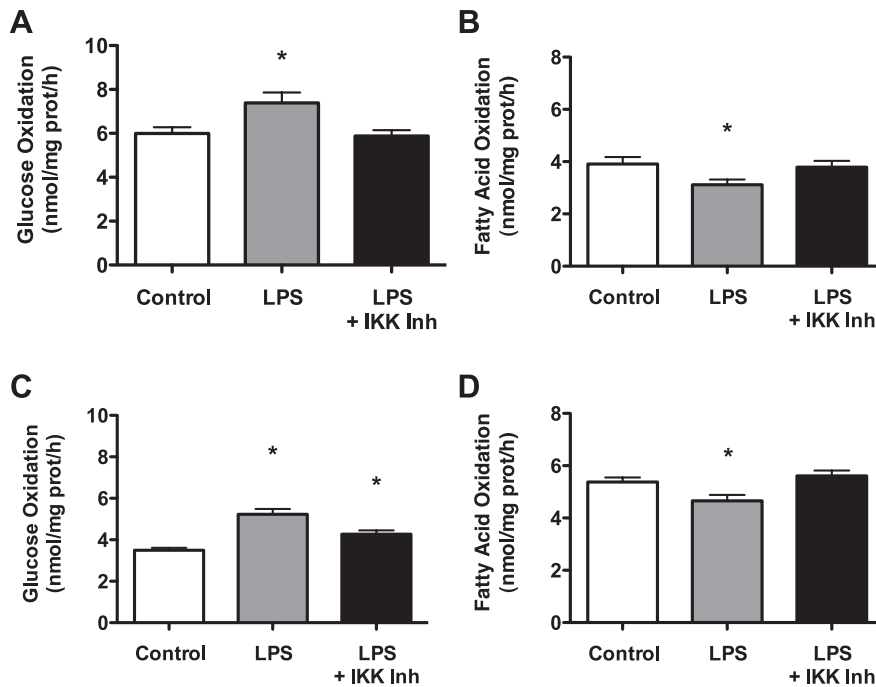 A
Glucose Oxidation
(nmol/mg prot/h)
10
8
6
4
2
0
*
Control
LPS
LPS
+ IKK Inh
B
Fatty Acid Oxidation
(nmol/mg prot/h)
8
6
4
2
0
*
Control
LPS
LPS
+ IKK Inh
C
Glucose Oxidation
(nmol/mg prot/h)
10
8
6
4
2
0
*
*
Control
LPS
LPS
+ IKK Inh
D
Fatty Acid Oxidation
(nmol/mg prot/h)
8
6
4
2
0
*
Control
LPS
LPS
+ IKK Inh